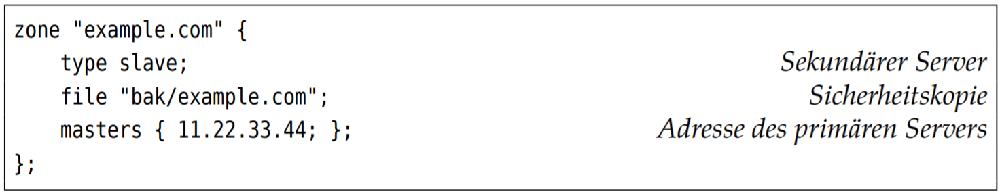 zone "example.com" {
type slave; Sekundärer Server
file "bak/example.com"; Sicherheitskopie
masters { 11.22.33.44; }; Adresse des primären Servers
};